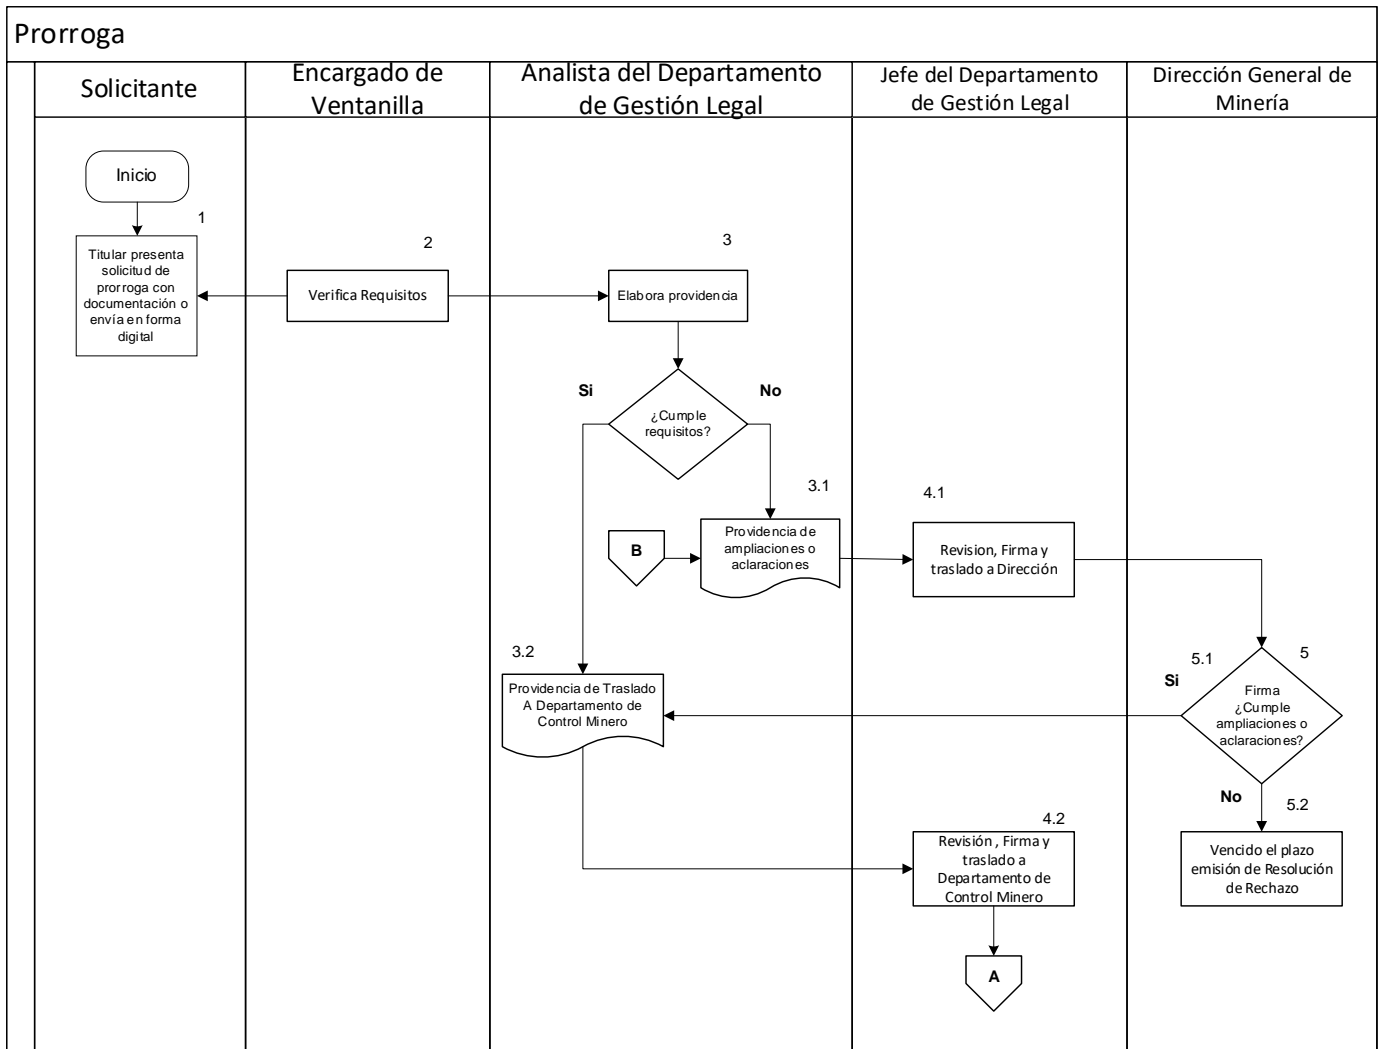 Prorroga
Solicitante
Encargado de
Ventanilla
Analista del Departamento
de Gestión Legal
Jefe del Departamento
de Gestión Legal
Dirección General de
Minería
Inicio
1
Titular presenta
solicitud de
prorroga con
documentación o
envía en forma
digital
2
Verifica Requisitos
3
Elabora providencia
Si
No
¿Cumple
requisitos?
3.1
B
Providencia de
ampliaciones o
aclaraciones
4.1
Revision, Firma y
traslado a Dirección
3.2
Providencia de Traslado
A Departamento de
Control Minero
5.1
5
Si
Firma
¿Cumple
ampliaciones o
aclaraciones?
No
5.2
Vencido el plazo
emisión de Resolución
de Rechazo
4.2
Revisión , Firma y
traslado a
Departamento de
Control Minero
A